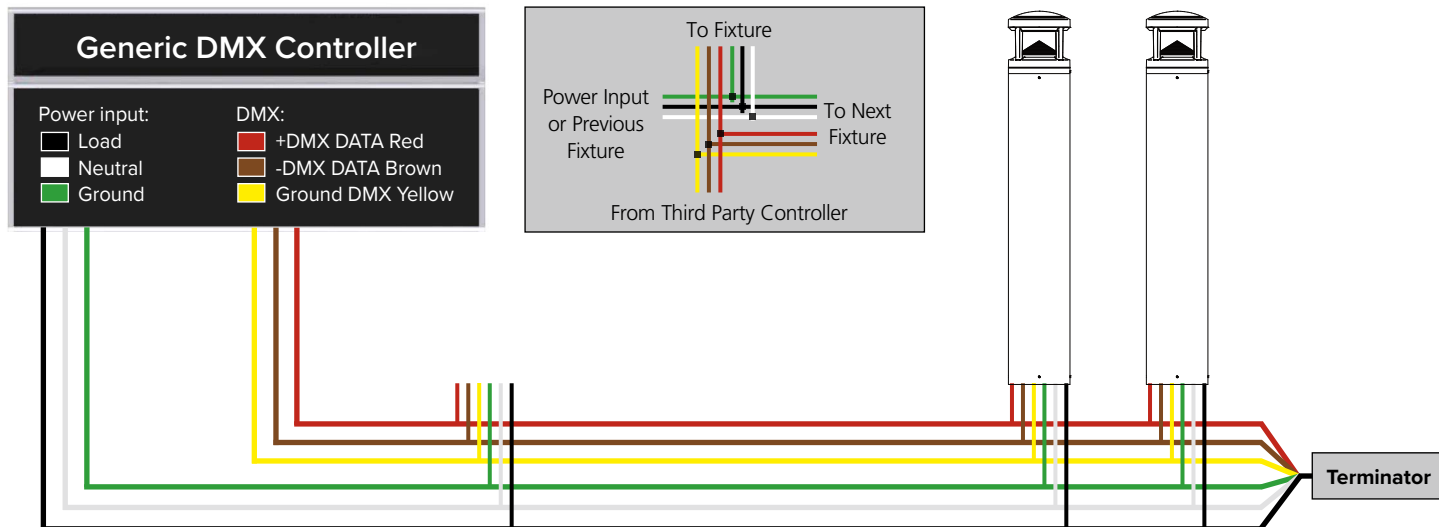 Generic DMX Controller
Power input:
Load
Neutral
Ground
DMX:
+DMX DATA Red
-DMX DATA Brown
Ground DMX Yellow
To Fixture
Power Input
or Previous
Fixture
To Next
Fixture
From Third Party Controller
Terminator